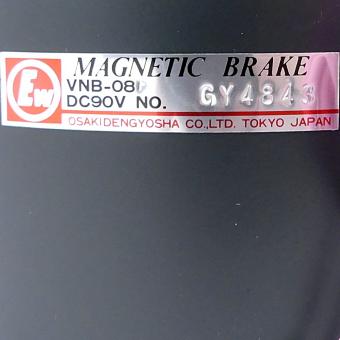 Ew MAGNETIC BRAKE
DC90V NO. GY4843
OSAKIDENGYOSHA CO.,LTD. TOKYO JAPAN